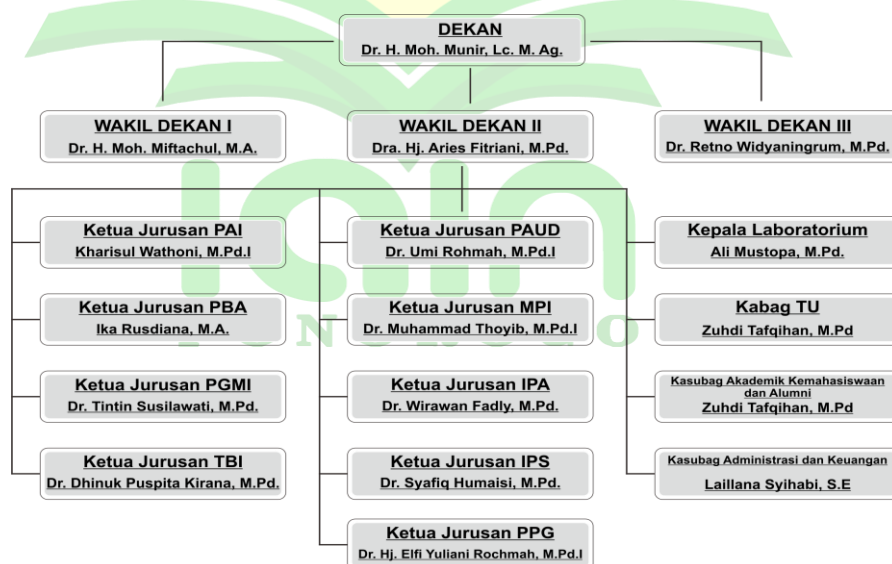 DEKAN
Dr. H. Moh. Munir, Lc. M. Ag.
WAKIL DEKAN I
Dr. H. Moh. Miftachul, M.A.
WAKIL DEKAN II
Dra. Hj. Aries Fitriani, M.Pd.
WAKIL DEKAN III
Dr. Retno Widyaningrum, M.Pd.
Ketua Jurusan PAI
Kharisul Wathoni, M.Pd.I
Ketua Jurusan PAUD
Dr. Umi Rohmah, M.Pd.I
Kepala Laboratorium
Ali Mustopa, M.Pd.
Ketua Jurusan PBA
Ika Rusdiana, M.A.
Ketua Jurusan MPI
Dr. Muhammad Thoyib, M.Pd.I
Kabag TU
Zuhdi Tafqihan, M.Pd
Ketua Jurusan PGMI
Dr. Tintin Susilawati, M.Pd.
Ketua Jurusan IPA
Dr. Wirawan Fadly, M.Pd.
Kasubag Akademik Kemahasiswaan
dan Alumni
Zuhdi Tafqihan, M.Pd
Ketua Jurusan TBI
Dr. Dhinuk Puspita Kirana, M.Pd.
Ketua Jurusan IPS
Dr. Syafiq Humaisi, M.Pd.
Kasubag Administrasi dan Keuangan
Laillana Syihabi, S.E
Ketua Jurusan PPG
Dr. Hj. Elfi Yuliani Rochmah, M.Pd.I
iain